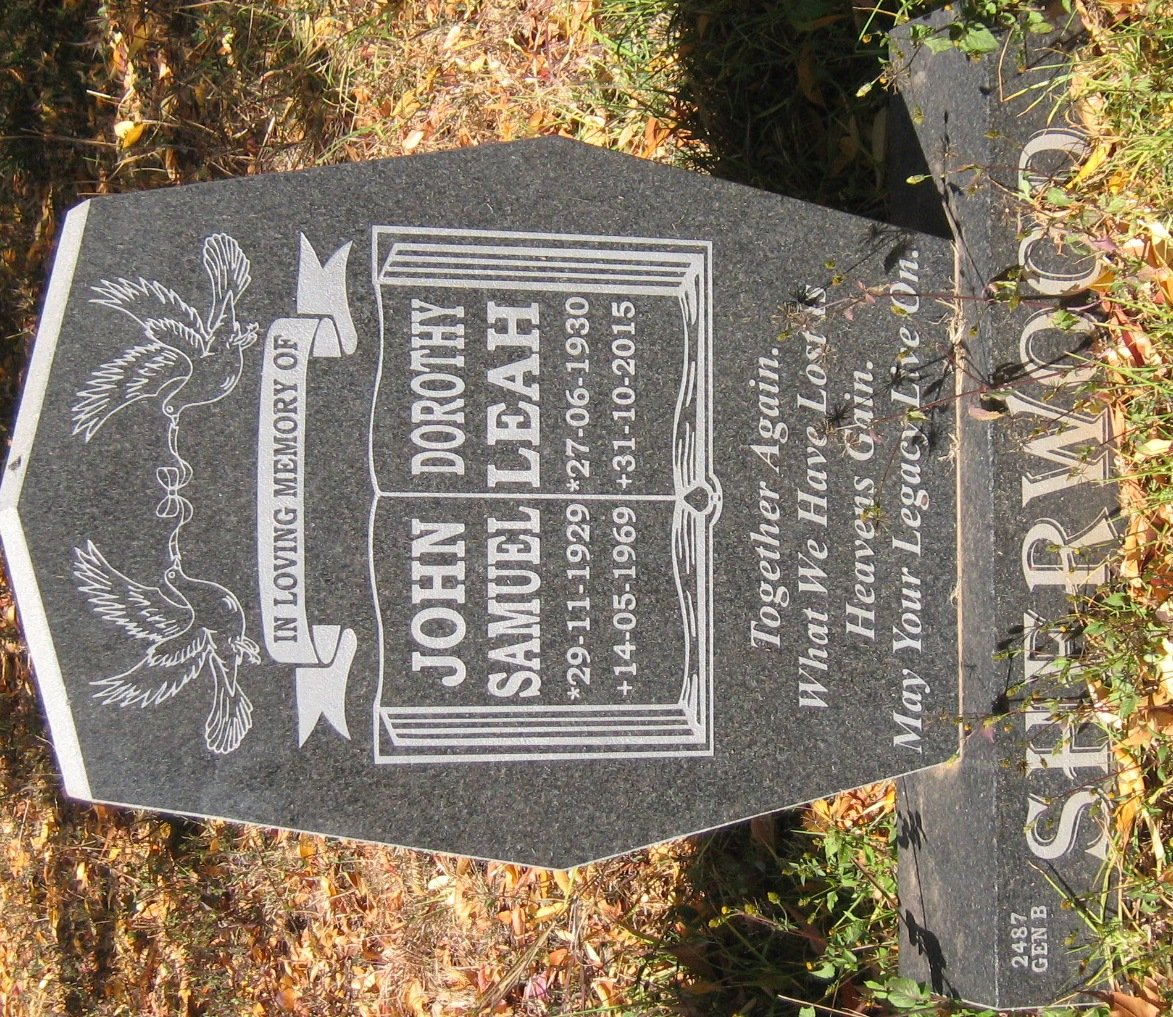 IN LOVING MEMORY OF
JOHN
SAMUEL
*29-11-1929
+14-05-1969
DOROTHY
LEAH
*27-06-1930
+31-10-2015
Together Again.
What We Have Lost is
Heavens Gain.
May Your Legacy Live On.
SHERWOOD
2487
GEN B